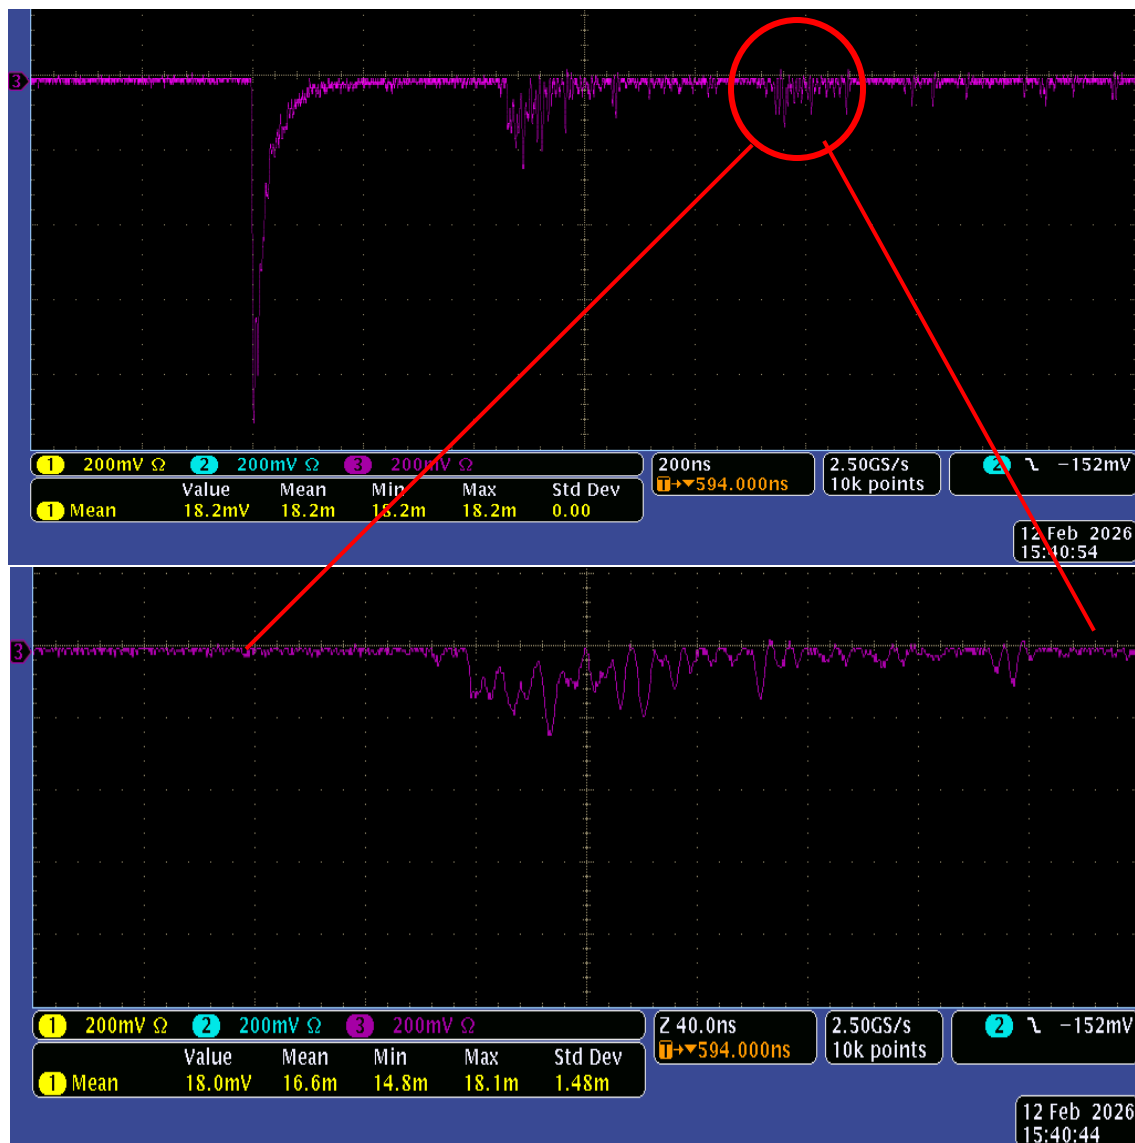 3
1 200mV Ω 2 200mV Ω 3 200mV Ω
200ns
T→▼594.000ns
2.50GS/s
10k points
2 ɩ −152mV
Value Mean Min Max Std Dev
1 Mean 18.2mV 18.2m 18.2m 18.2m 0.00
12 Feb 2026
15:40:54
3
1 200mV Ω 2 200mV Ω 3 200mV Ω
Z 40.0ns
T→▼594.000ns
2.50GS/s
10k points
2 ɩ −152mV
Value Mean Min Max Std Dev
1 Mean 18.0mV 16.6m 14.8m 18.1m 1.48m
12 Feb 2026
15:40:44